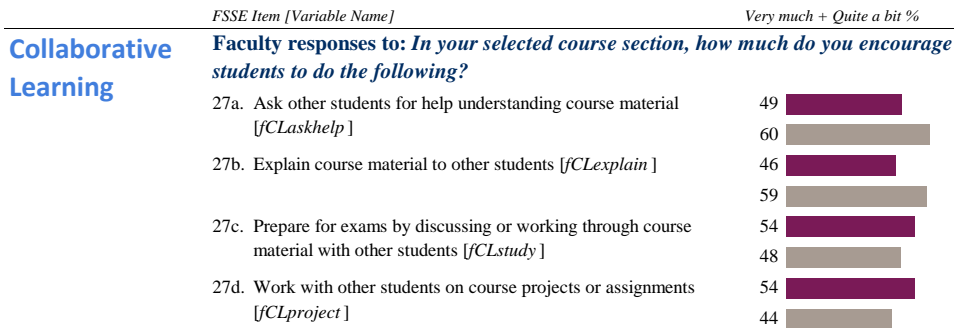 FSSE Item [Variable Name] Very much + Quite a bit %
Collaborative
Learning
Faculty responses to: In your selected course section, how much do you encourage
students to do the following?
27a. Ask other students for help understanding course material
[fCLaskhelp ]
49
60
27b. Explain course material to other students [fCLexplain ]
46
59
27c. Prepare for exams by discussing or working through course
material with other students [fCLstudy ]
54
48
27d. Work with other students on course projects or assignments
[fCLproject ]
54
44